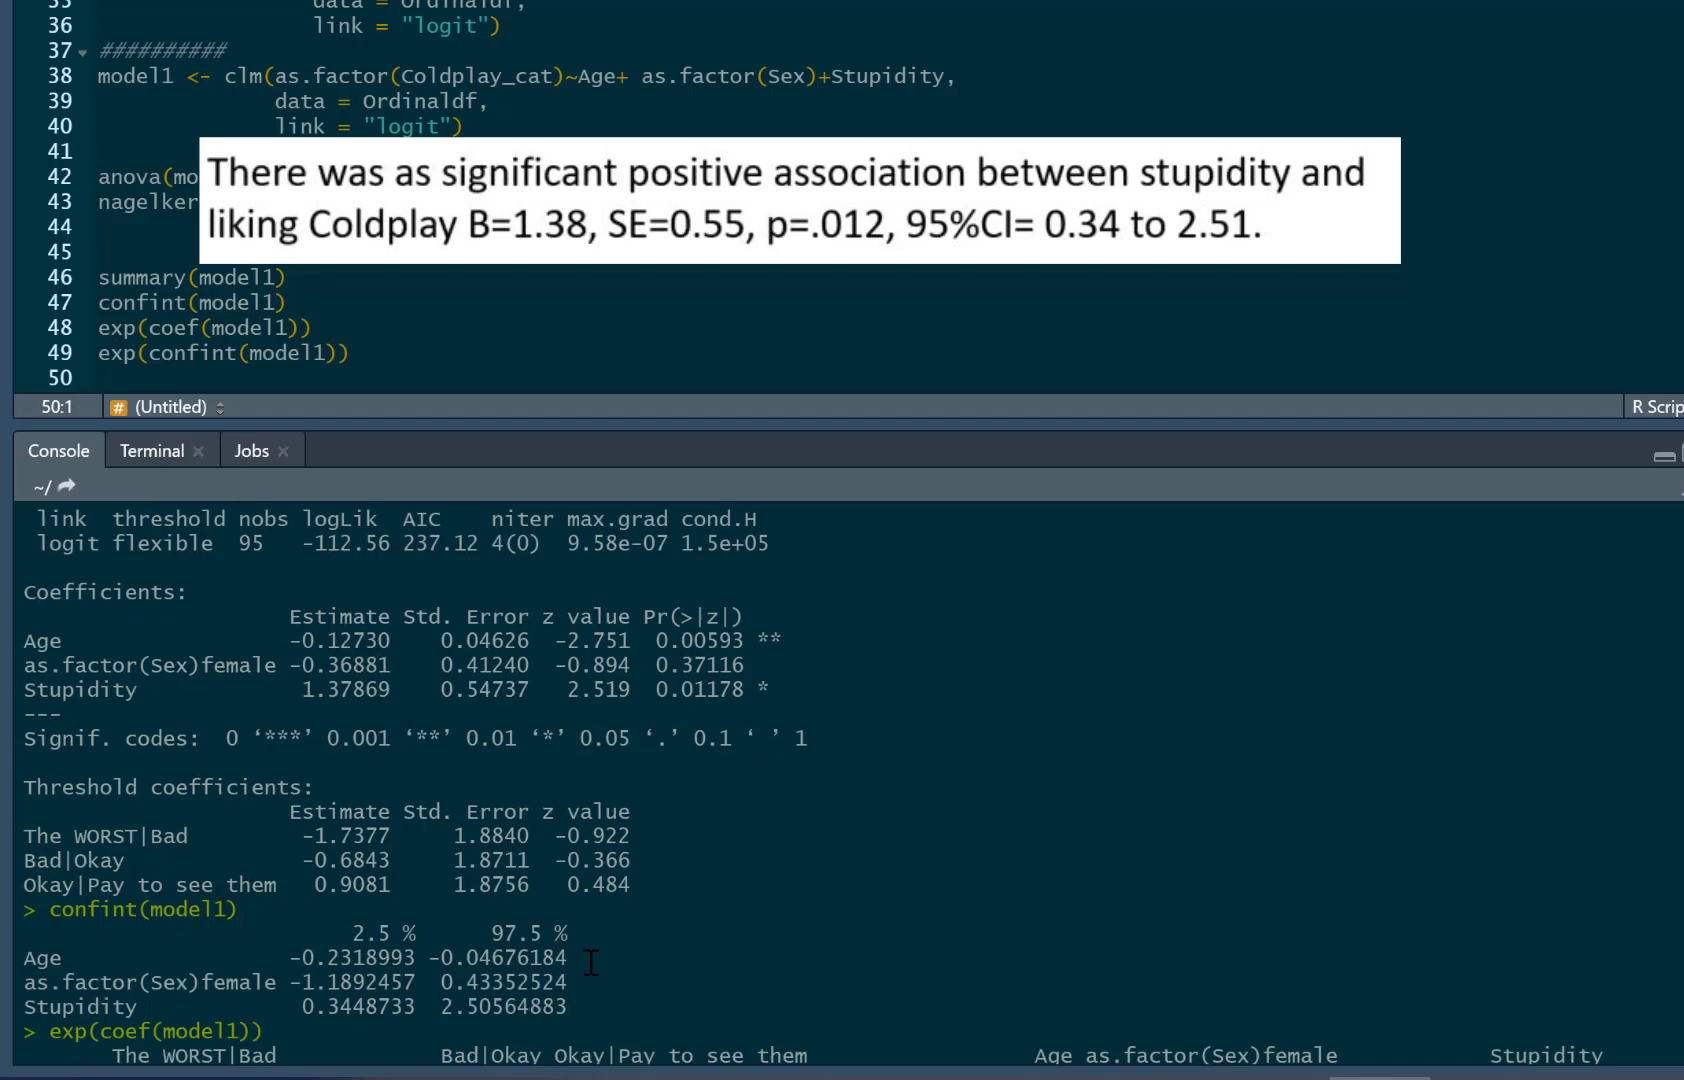 35 data = Ordinaldf,
36 link = "logit")
37 ##########
38 model1 <- clm(as.factor(Coldplay_cat)~Age+ as.factor(Sex)+Stupidity,
39 data = Ordinaldf,
40 link = "logit")
41
There was as significant positive association between stupidity and
liking Coldplay B=1.38, SE=0.55, p=.012, 95%CI= 0.34 to 2.51.
42 anova(mo
43 nagelker
44
45
46 summary(model1)
47 confint(model1)
48 exp(coef(model1))
49 exp(confint(model1))
50
50:1 # (Untitled) R Scrip
Console Terminal Jobs
~/
link threshold nobs logLik AIC niter max.grad cond.H
logit flexible 95 -112.56 237.12 4(0) 9.58e-07 1.5e+05
Coefficients:
Estimate Std. Error z value Pr(>|z|)
Age -0.12730 0.04626 -2.751 0.00593 **
as.factor(Sex)female -0.36881 0.41240 -0.894 0.37116
Stupidity 1.37869 0.54737 2.519 0.01178 *
---
Signif. codes: 0 ‘***’ 0.001 ‘**’ 0.01 ‘*’ 0.05 ‘.’ 0.1 ‘ ’ 1
Threshold coefficients:
Estimate Std. Error z value
The WORST|Bad -1.7377 1.8840 -0.922
Bad|Okay -0.6843 1.8711 -0.366
Okay|Pay to see them 0.9081 1.8756 0.484
> confint(model1)
2.5 % 97.5 %
Age -0.2318993 -0.04676184
as.factor(Sex)female -1.1892457 0.43352524
Stupidity 0.3448733 2.50564883
> exp(coef(model1))
The WORST|Bad Bad|Okay Okay|Pay to see them Age as.factor(Sex)female Stupidity